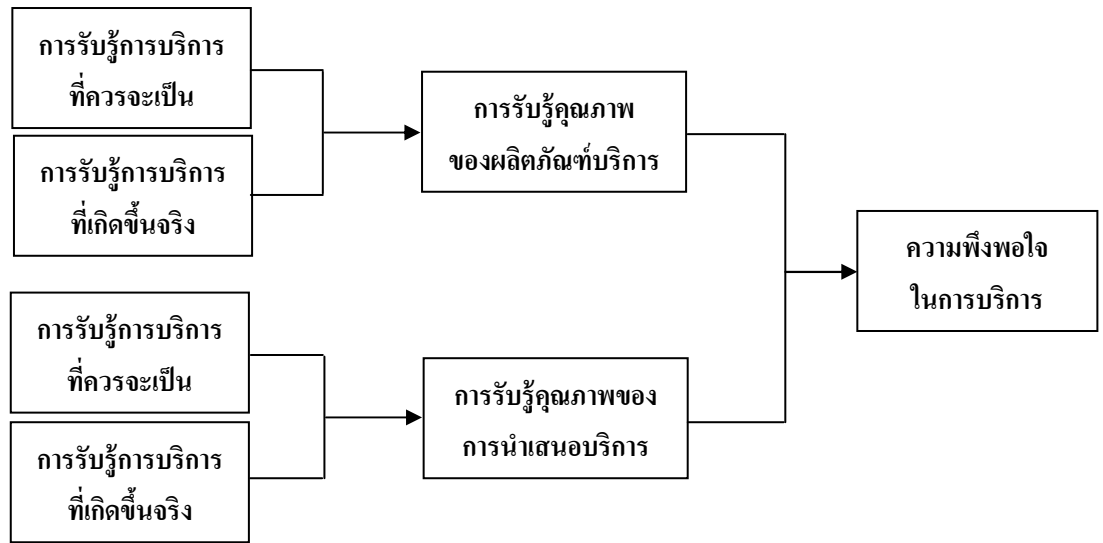 การรับรู้การบริการ
ที่ควรจะเป็น
การรับรู้การบริการ
ที่เกิดขึ้นจริง
การรับรู้คุณภาพ
ของผลิตภัณฑ์บริการ
การรับรู้การบริการ
ที่ควรจะเป็น
การรับรู้การบริการ
ที่เกิดขึ้นจริง
การรับรู้คุณภาพของ
การนำเสนอบริการ
ความพึงพอใจ
ในการบริการ